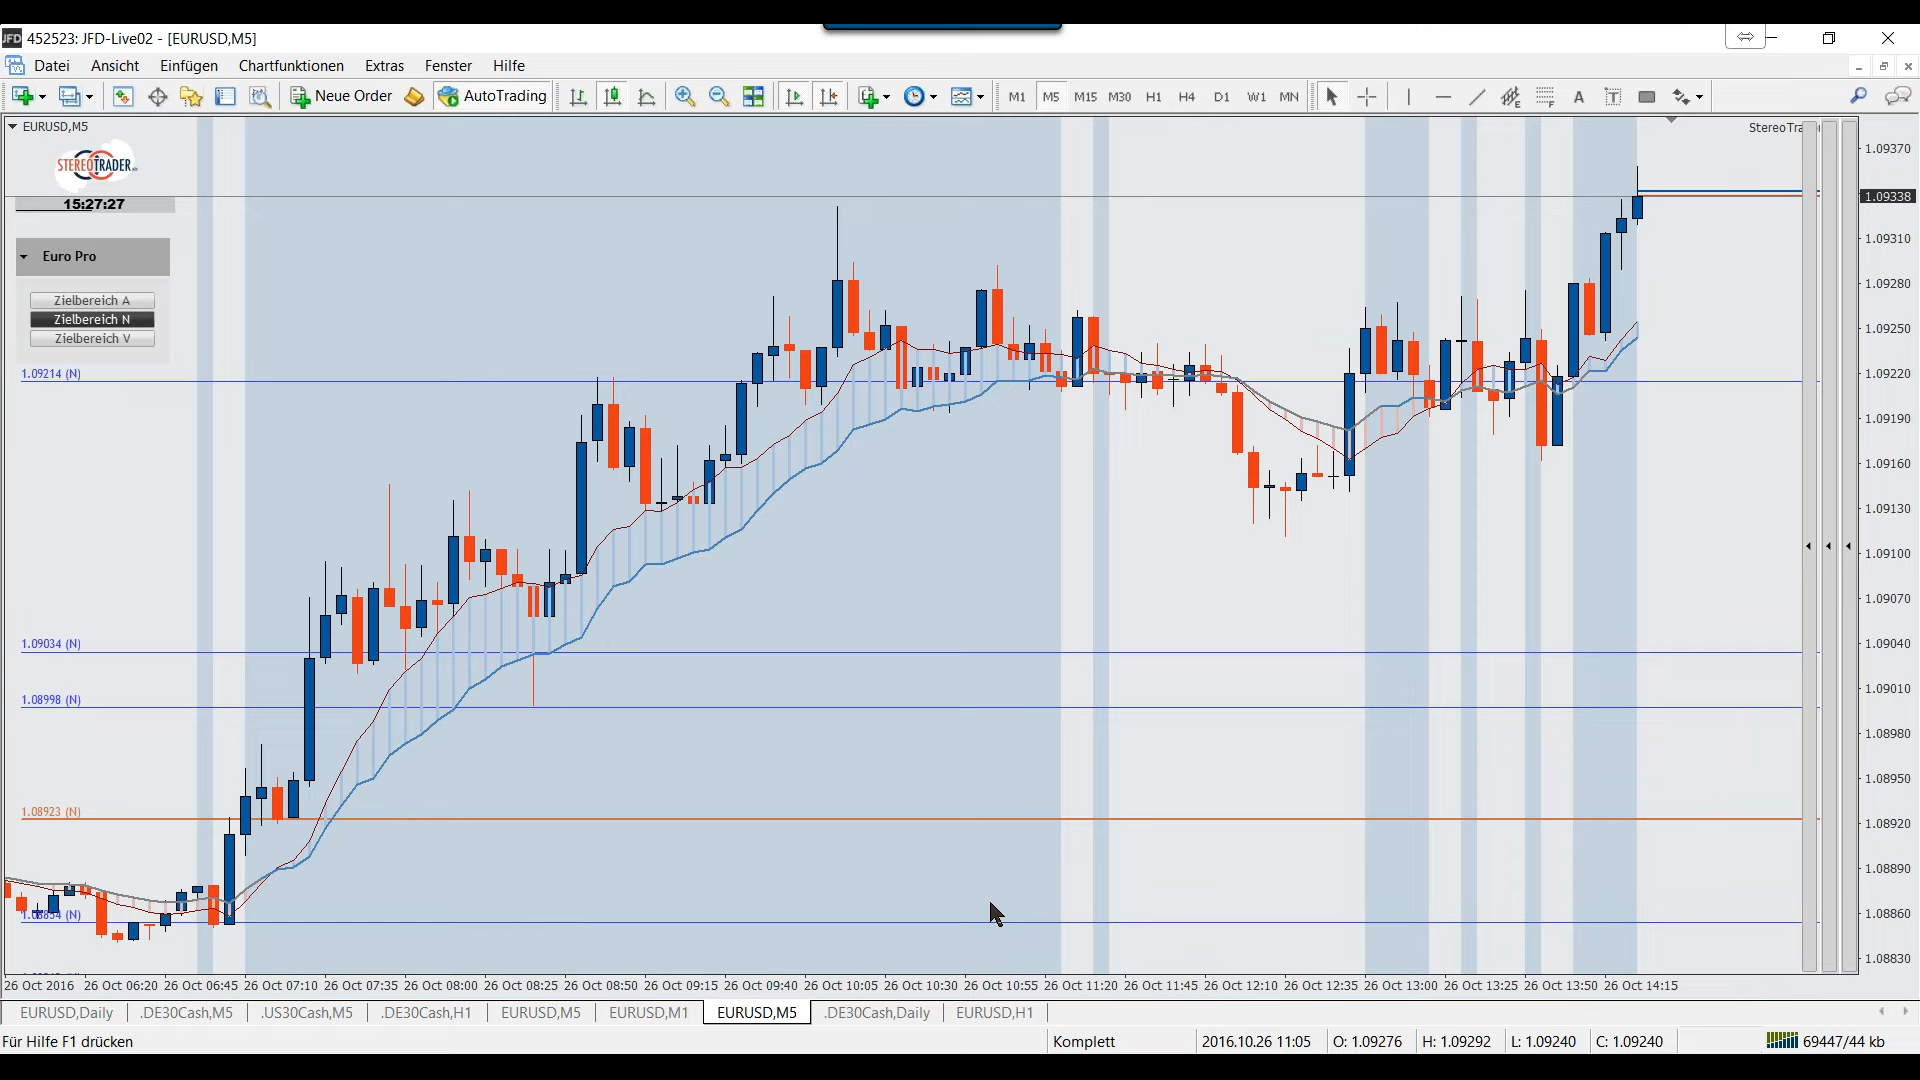 JFD 452523: JFD-Live02 - [EURUSD,M5]
Datei Ansicht Einfügen Chartfunktionen Extras Fenster Hilfe
Neue Order AutoTrading M1 M5 M15 M30 H1 H4 D1 W1 MN A T
EURUSD,M5
StereoTra
STEREOTRADER
15:27:27
Euro Pro
Zielbereich A
Zielbereich N
Zielbereich V
1.09214 (N)
1.09034 (N)
1.08998 (N)
1.08923 (N)
1.08854 (N)
1.09370
1.09338
1.09310
1.09280
1.09250
1.09220
1.09190
1.09160
1.09130
1.09100
1.09070
1.09040
1.09010
1.08980
1.08950
1.08920
1.08890
1.08860
1.08830
26 Oct 2016 26 Oct 06:20 26 Oct 06:45 26 Oct 07:10 26 Oct 07:35 26 Oct 08:00 26 Oct 08:25 26 Oct 08:50 26 Oct 09:15 26 Oct 09:40 26 Oct 10:05 26 Oct 10:30 26 Oct 10:55 26 Oct 11:20 26 Oct 11:45 26 Oct 12:10 26 Oct 12:35 26 Oct 13:00 26 Oct 13:25 26 Oct 13:50 26 Oct 14:15
EURUSD,Daily .DE30Cash,M5 .US30Cash,M5 .DE30Cash,H1 EURUSD,M5 EURUSD,M1 EURUSD,M5 .DE30Cash,Daily EURUSD,H1
Für Hilfe F1 drücken Komplett 2016.10.26 11:05 O: 1.09276 H: 1.09292 L: 1.09240 C: 1.09240 69447/44 kb